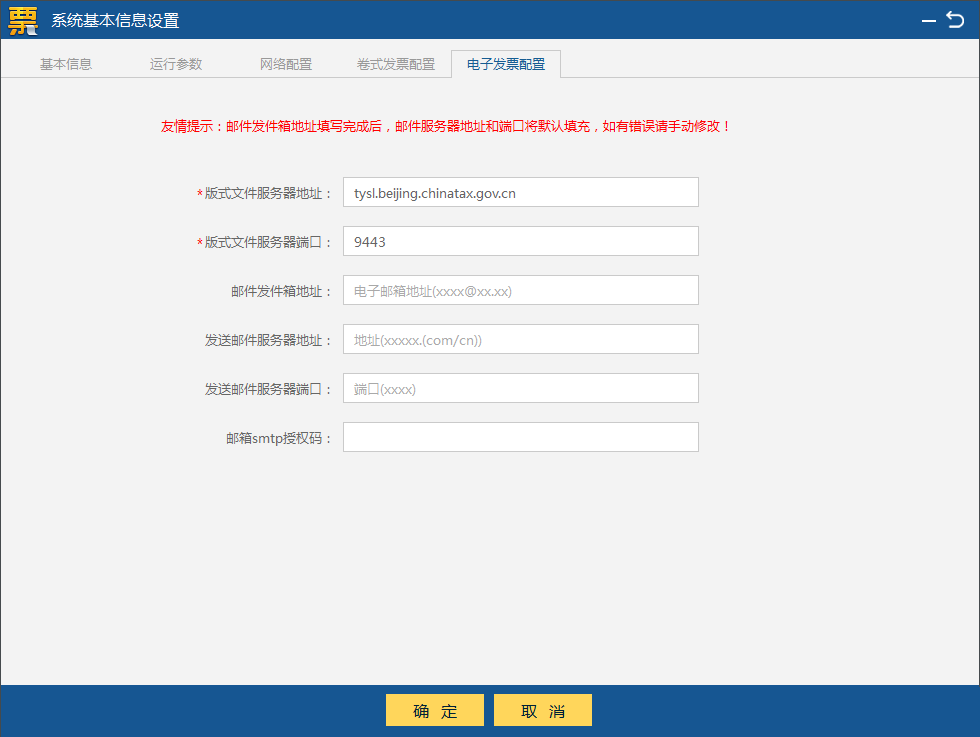 票 系统基本信息设置
基本信息 运行参数 网络配置 卷式发票配置 电子发票配置
友情提示：邮件发件箱地址填写完成后，邮件服务器地址和端口将默认填充，如有错误请手动修改！
*版式文件服务器地址： tysl.beijing.chinatax.gov.cn
*版式文件服务器端口： 9443
邮件发件箱地址： 电子邮箱地址(xxxx@xx.xx)
发送邮件服务器地址： 地址(xxxxx.(com/cn))
发送邮件服务器端口： 端口(xxxx)
邮箱smtp授权码：
确 定 取 消